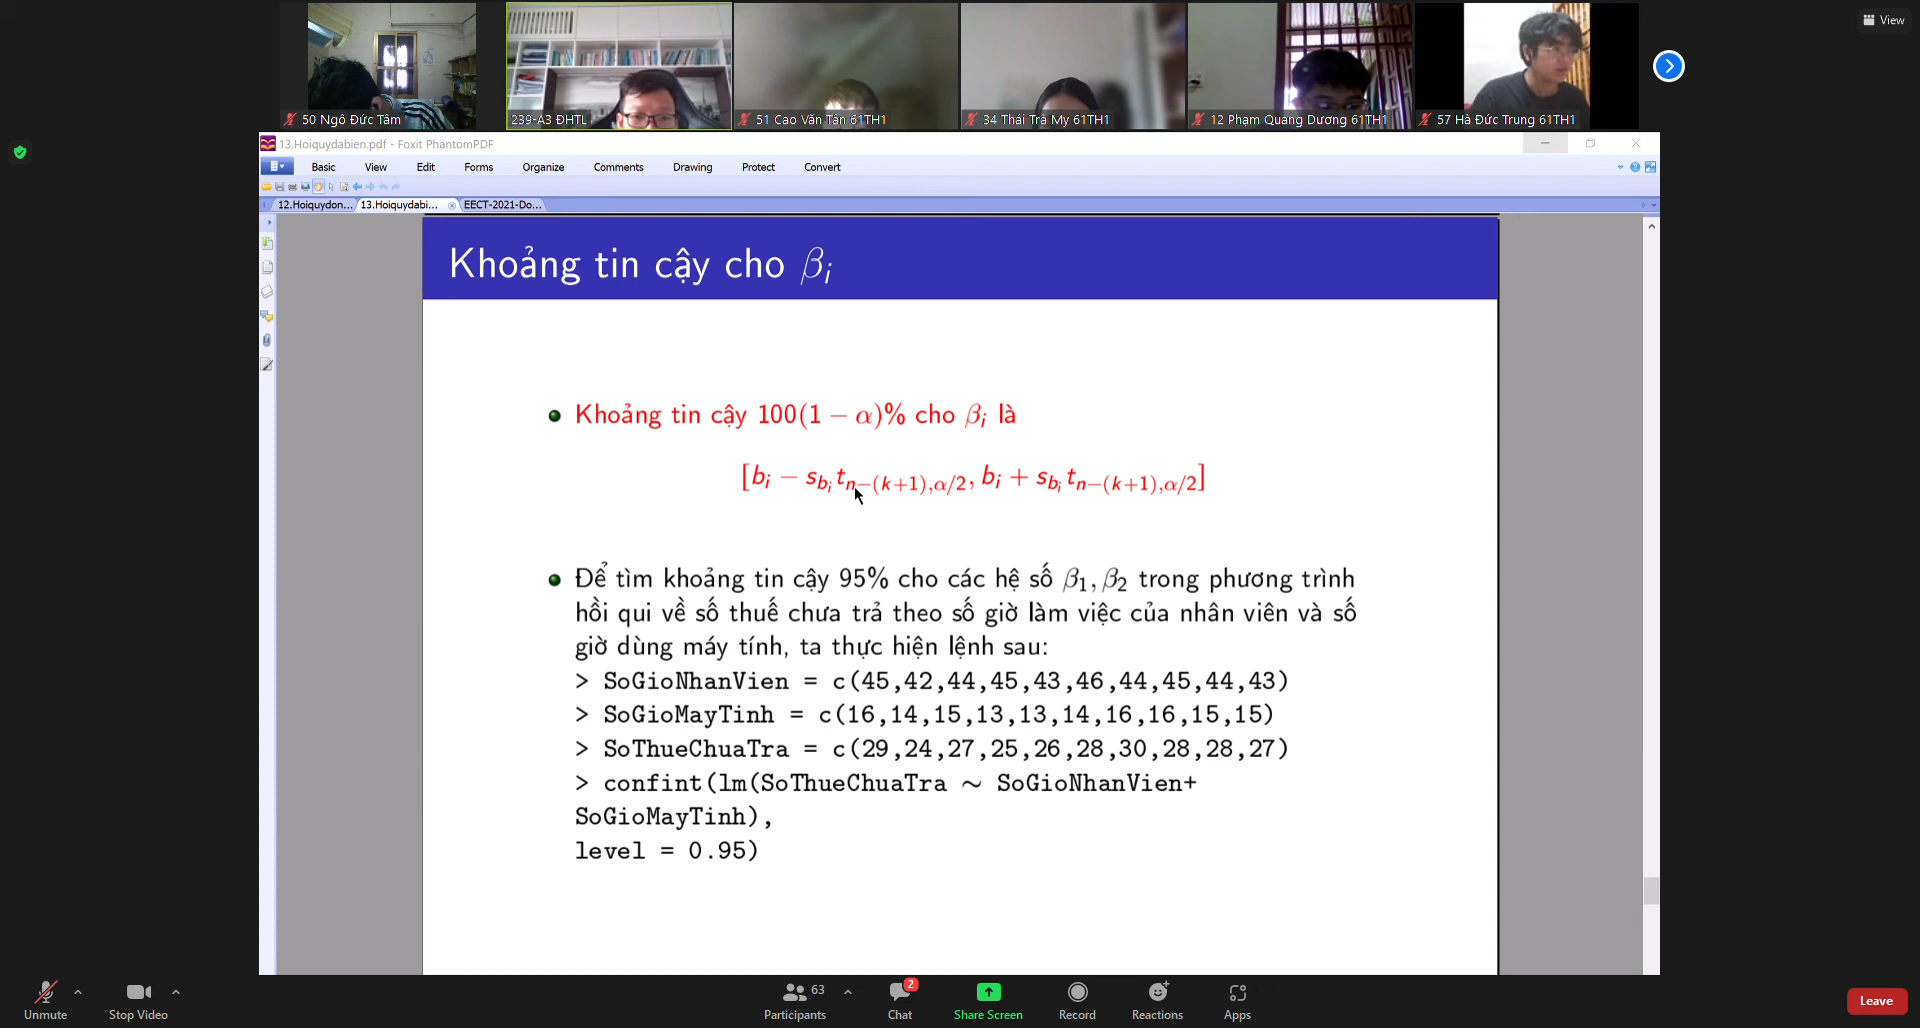 View
50 Ngô Đức Tâm
239-A3 ĐHTL
51 Cao Văn Tân 61TH1
34 Thái Trà My 61TH1
12 Phạm Quang Dương 61TH1
57 Hà Đức Trung 61TH1
13.Hoiquydabien.pdf - Foxit PhantomPDF
Basic View Edit Forms Organize Comments Drawing Protect Convert
12.Hoiquydon... 13.Hoiquydabi... EECT-2021-Do...
Khoảng tin cậy cho βi
Khoảng tin cậy 100(1 − α)% cho βi là
[bi − sbi tn−(k+1),α/2, bi + sbi tn−(k+1),α/2]
Để tìm khoảng tin cậy 95% cho các hệ số β1, β2 trong phương trình
hồi qui về số thuế chưa trả theo số giờ làm việc của nhân viên và số
giờ dùng máy tính, ta thực hiện lệnh sau:
> SoGioNhanVien = c(45,42,44,45,43,46,44,45,44,43)
> SoGioMayTinh = c(16,14,15,13,13,14,16,16,15,15)
> SoThueChuaTra = c(29,24,27,25,26,28,30,28,28,27)
> confint(lm(SoThueChuaTra ∼ SoGioNhanVien+
SoGioMayTinh),
level = 0.95)
63
2
Unmute Stop Video Participants Chat Share Screen Record Reactions Apps Leave